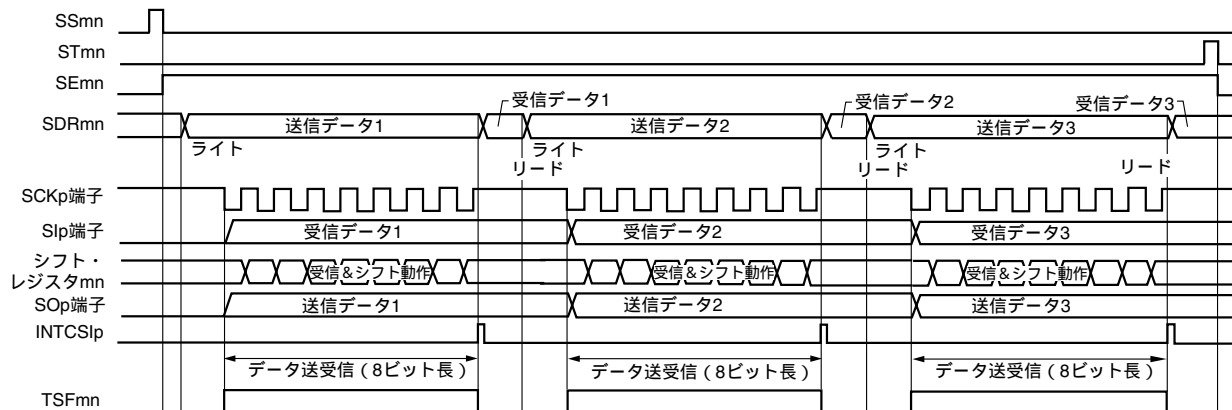 SSmn
STmn
SEmn
受信データ1
受信データ2
受信データ3
SDRmn
送信データ1
送信データ2
送信データ3
ライト
ライト
ライト
リード
リード
リード
SCKp端子
SIp端子
受信データ1
受信データ2
受信データ3
シフト・
レジスタmn
受信&シフト動作
受信&シフト動作
受信&シフト動作
SOp端子
送信データ1
送信データ2
送信データ3
INTCSIp
データ送受信(8ビット長)
データ送受信(8ビット長)
データ送受信(8ビット長)
TSFmn